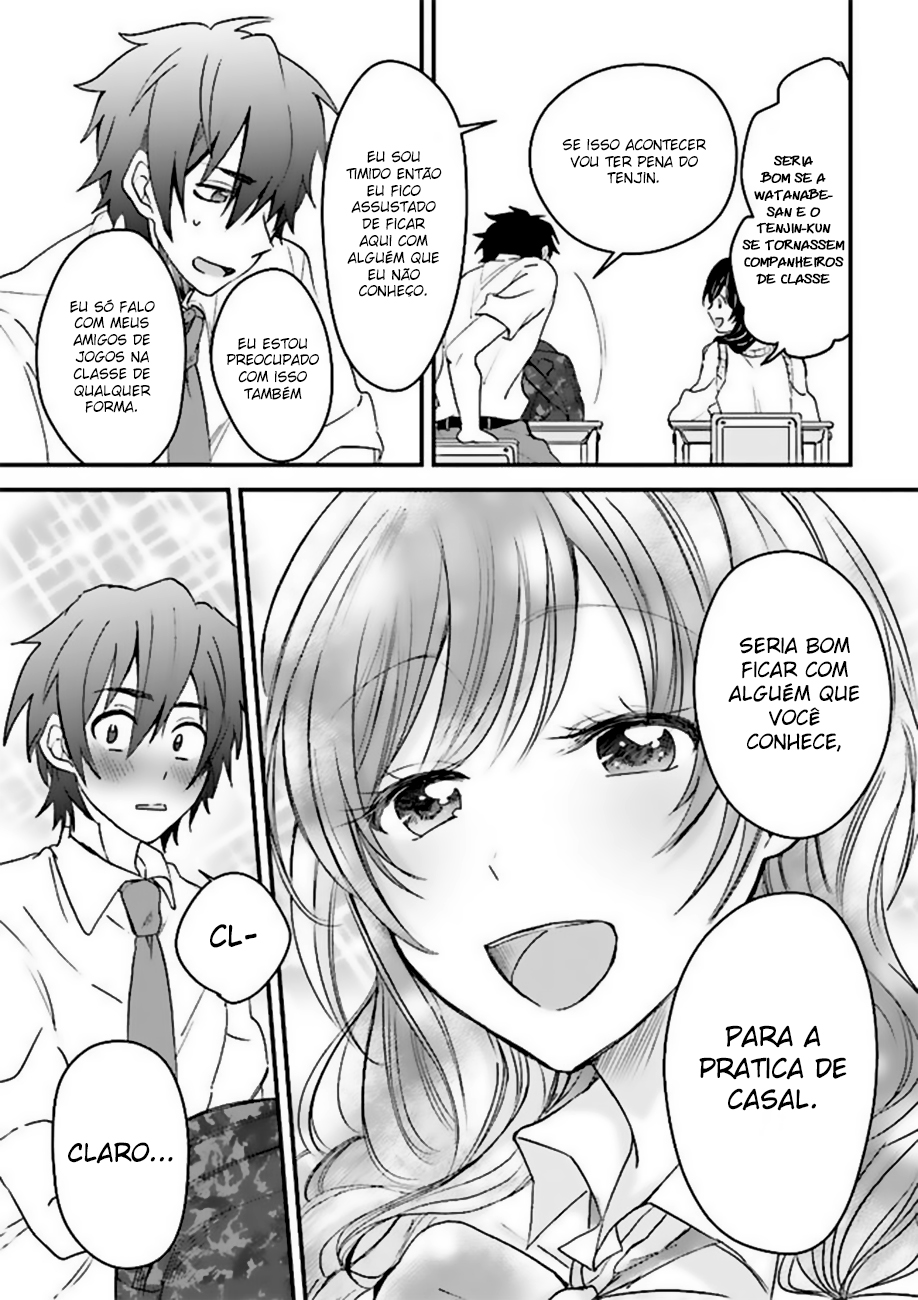 SERIA
BOM SE A
WATANABE-
SAN E O
TENJIN-KUN
SE TORNASSEM
COMPANHEIROS
DE CLASSE
SE ISSO ACONTECER
VOU TER PENA DO
TENJIN.
EU SOU
TIMIDO ENTÃO
EU FICO
ASSUSTADO
DE FICAR
AQUI COM
ALGUÉM QUE
EU NÃO
CONHEÇO.
EU ESTOU
PREOCUPADO
COM ISSO
TAMBÉM
EU SÓ FALO
COM MEUS
AMIGOS DE
JOGOS NA
CLASSE DE
QUALQUER
FORMA.
SERIA BOM
FICAR COM
ALGUÉM QUE
VOCÊ
CONHECE,
PARA A
PRATICA DE
CASAL.
CL-
CLARO...